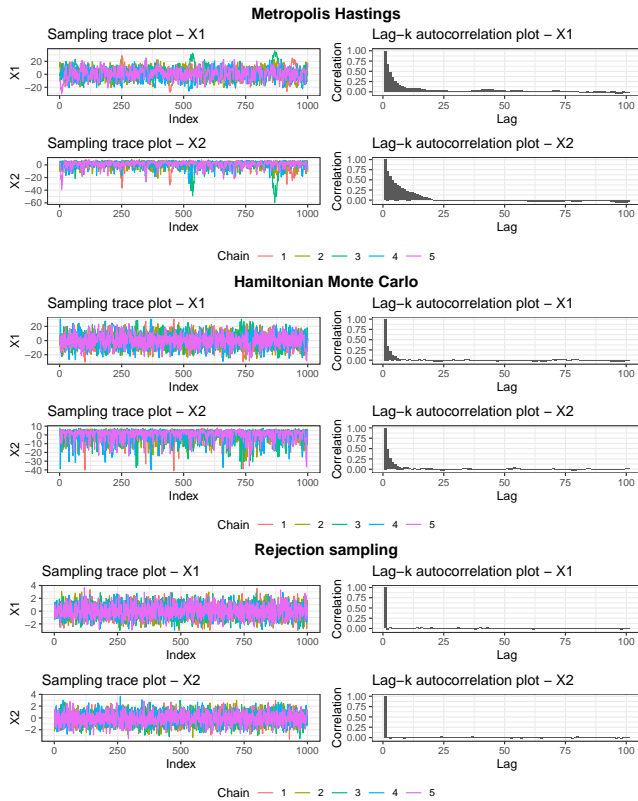 Metropolis Hastings
Sampling trace plot − X1
Lag−k autocorrelation plot − X1
X1
20
0
−20
0 250 500 750 1000
Index
Correlation
1.00
0.75
0.50
0.25
0.00
0 25 50 75 100
Lag
Sampling trace plot − X2
Lag−k autocorrelation plot − X2
X2
0
−20
−40
−60
0 250 500 750 1000
Index
Correlation
1.00
0.75
0.50
0.25
0.00
0 25 50 75 100
Lag
Chain 1 2 3 4 5
Hamiltonian Monte Carlo
Sampling trace plot − X1
Lag−k autocorrelation plot − X1
X1
20
0
−20
0 250 500 750 1000
Index
Correlation
1.00
0.75
0.50
0.25
0.00
0 25 50 75 100
Lag
Sampling trace plot − X2
Lag−k autocorrelation plot − X2
X2
10
0
−10
−20
−30
−40
0 250 500 750 1000
Index
Correlation
1.00
0.75
0.50
0.25
0.00
0 25 50 75 100
Lag
Chain 1 2 3 4 5
Rejection sampling
Sampling trace plot − X1
Lag−k autocorrelation plot − X1
X1
4
2
0
−2
0 250 500 750 1000
Index
Correlation
1.00
0.75
0.50
0.25
0.00
0 25 50 75 100
Lag
Sampling trace plot − X2
Lag−k autocorrelation plot − X2
X2
4
2
0
−2
0 250 500 750 1000
Index
Correlation
1.00
0.75
0.50
0.25
0.00
0 25 50 75 100
Lag
Chain 1 2 3 4 5